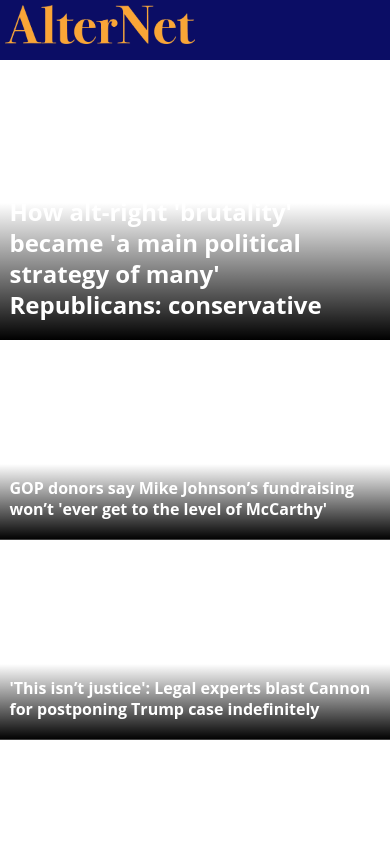 AlterNet
How alt-right 'brutality'
became 'a main political
strategy of many'
Republicans: conservative
GOP donors say Mike Johnson’s fundraising
won’t 'ever get to the level of McCarthy'
'This isn’t justice': Legal experts blast Cannon
for postponing Trump case indefinitely